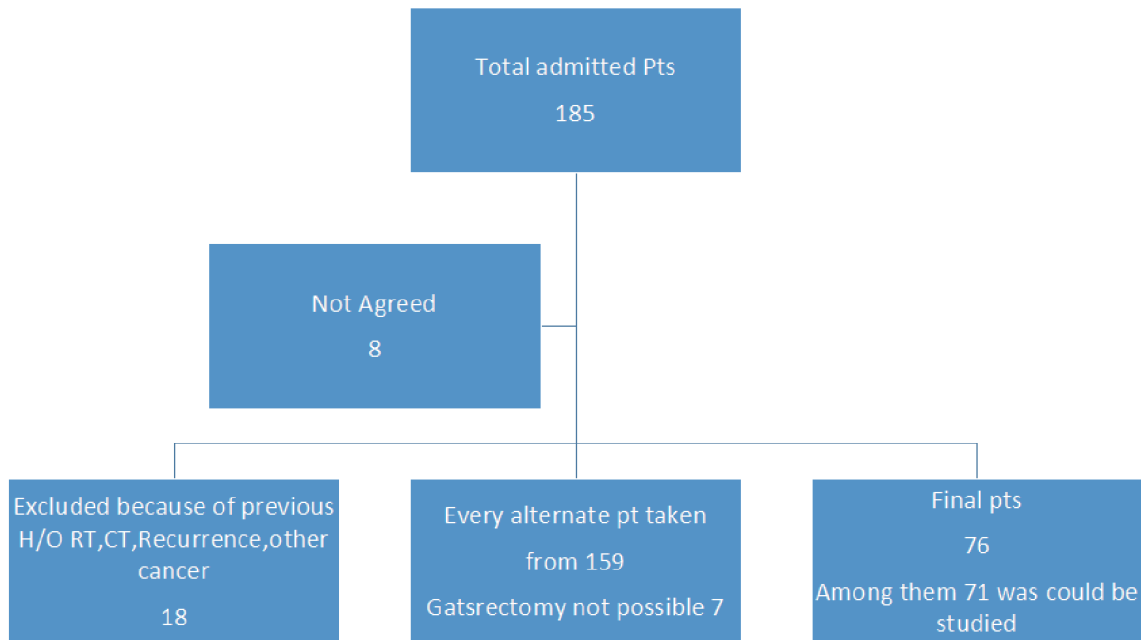 Total admitted Pts
185
Not Agreed
8
Excluded because of previous
H/O RT,CT,Recurrence,other
cancer
18
Every alternate pt taken
from 159
Gatsrectomy not possible 7
Final pts
76
Among them 71 was could be
studied